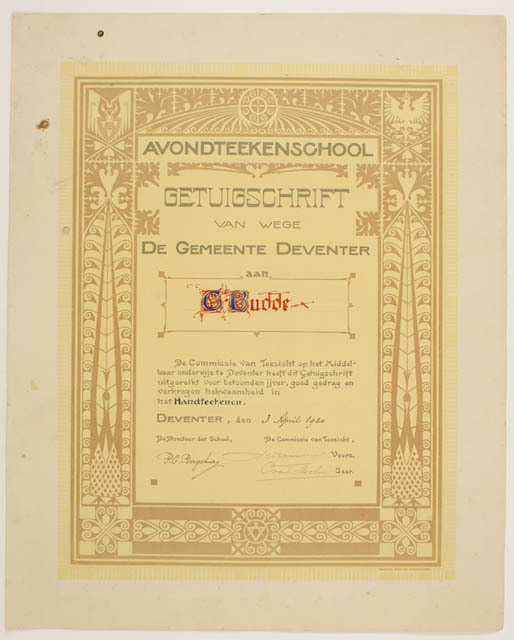 AVONDTEEKENSCHOOL
GETUIGSCHRIFT
VAN WEGE
DE GEMEENTE DEVENTER
aan
G. Budde
De Commissie van Toezicht op het Middel-
baar onderwijs te Deventer heeft dit Getuigschrift
uitgereikt voor betoonden ijver, goed gedrag en
verkregen bekwaamheid in
het Handteekenen.
DEVENTER, den 3 April 1920
De Directeur der School, De Commissie van Toezicht,
Voorz.
Secr.